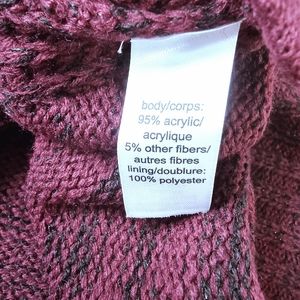 body/corps:
95% acrylic/
acrylique
5% other fibers/
autres fibres
lining/doublure:
100% polyester